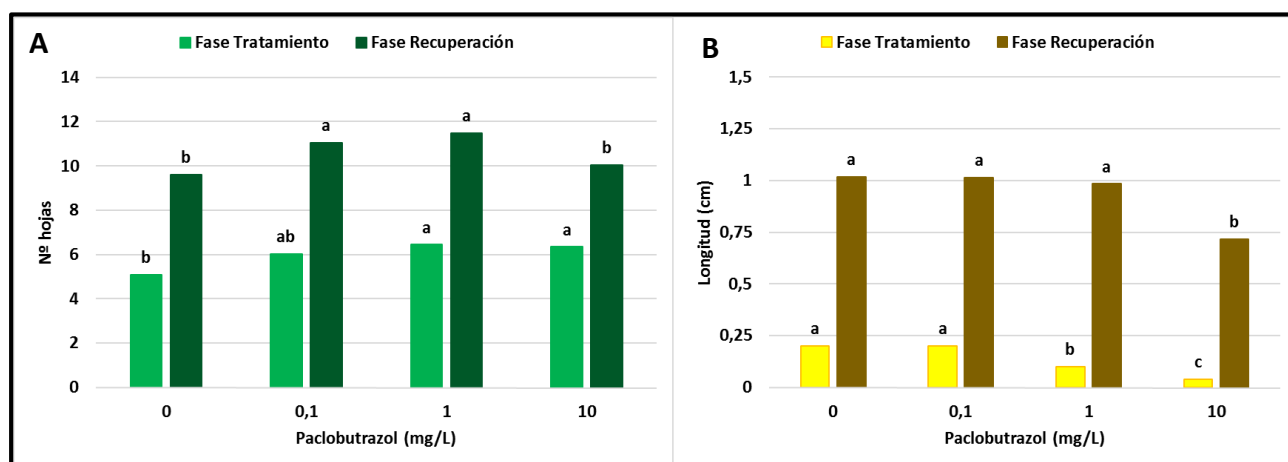 A
Fase Tratamiento Fase Recuperación
14
12
10
8
6
4
2
0
Nº hojas
b b ab a a a a b
0 0,1 1 10
Paclobutrazol (mg/L)
B
Fase Tratamiento Fase Recuperación
1,5
1,25
1
0,75
0,5
0,25
0
Longitud (cm)
a a a a b a c b
0 0,1 1 10
Paclobutrazol (mg/L)